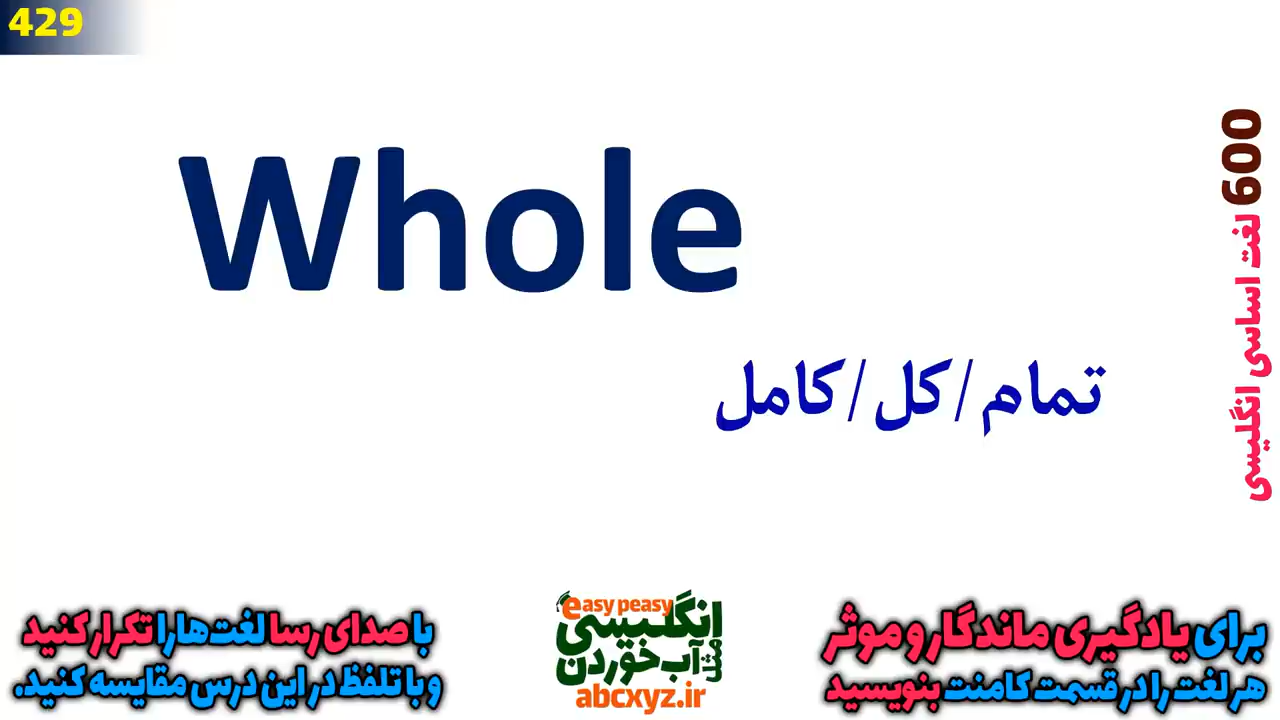 429
Whole
تمام/کل/کامل
600 لغت اساسی انگلیسی
برای یادگیری ماندگار و موثر
هر لغت را در قسمت کامنت بنویسید
easy peasy
انگلیسی
مثل آب خوردن
abcxyz.ir
با صدای رسا لغت‌ها را تکرار کنید
و با تلفظ در این درس مقایسه کنید.